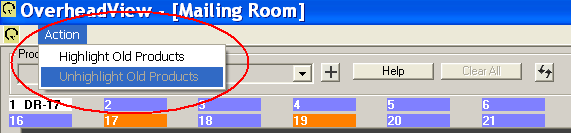 OverheadView - [Mailing Room]
Action
Highlight Old Products
Unhighlight Old Products
Help
Clear All
1 DR-17 2 3 4 5 6
16 17 18 19 20 21